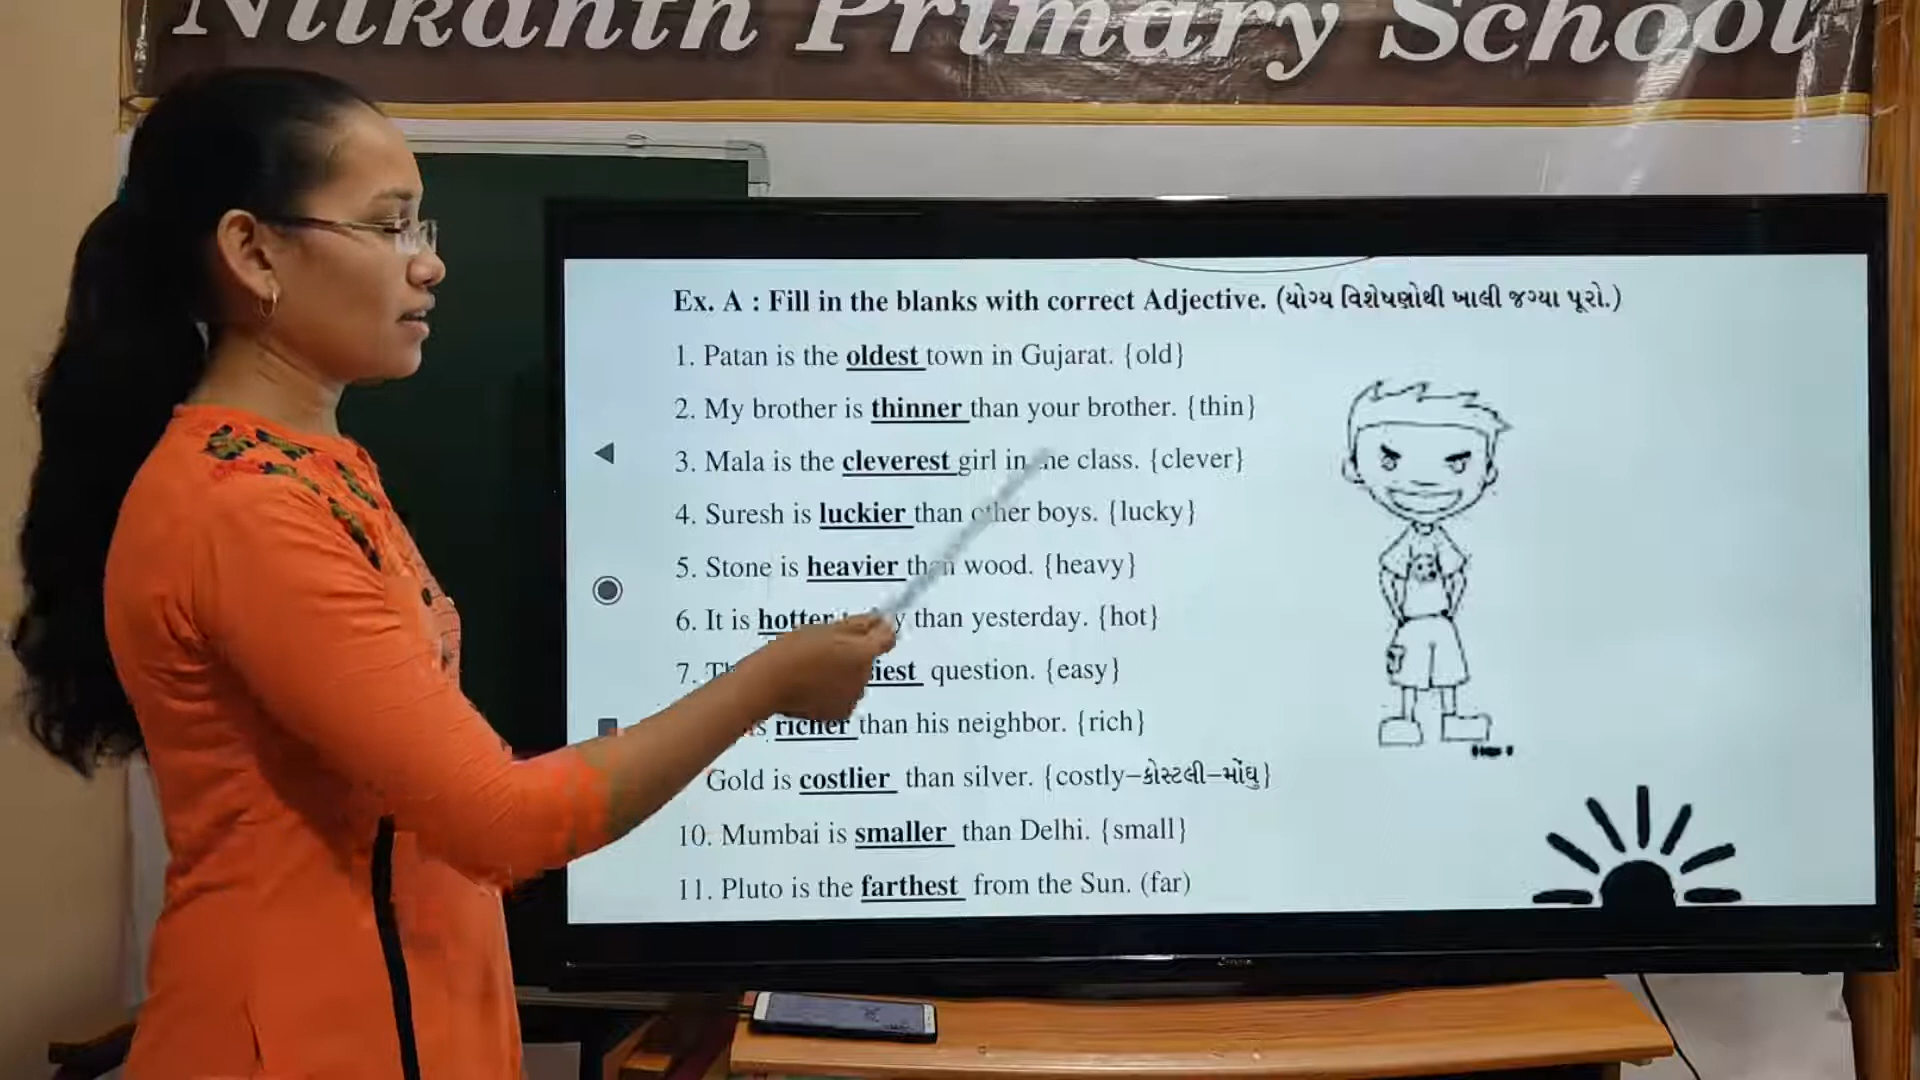 Nilkanth Primary School
Ex. A : Fill in the blanks with correct Adjective. (યોગ્ય વિશેષણોથી ખાલી જગ્યા પૂરો.)
1. Patan is the oldest town in Gujarat. {old}
2. My brother is thinner than your brother. {thin}
3. Mala is the cleverest girl in the class. {clever}
4. Suresh is luckier than other boys. {lucky}
5. Stone is heavier than wood. {heavy}
6. It is hotter than yesterday. {hot}
7. question. {easy}
richer than his neighbor. {rich}
Gold is costlier than silver. {costly–કોસ્ટલી–મોંઘુ}
10. Mumbai is smaller than Delhi. {small}
11. Pluto is the farthest from the Sun. (far)